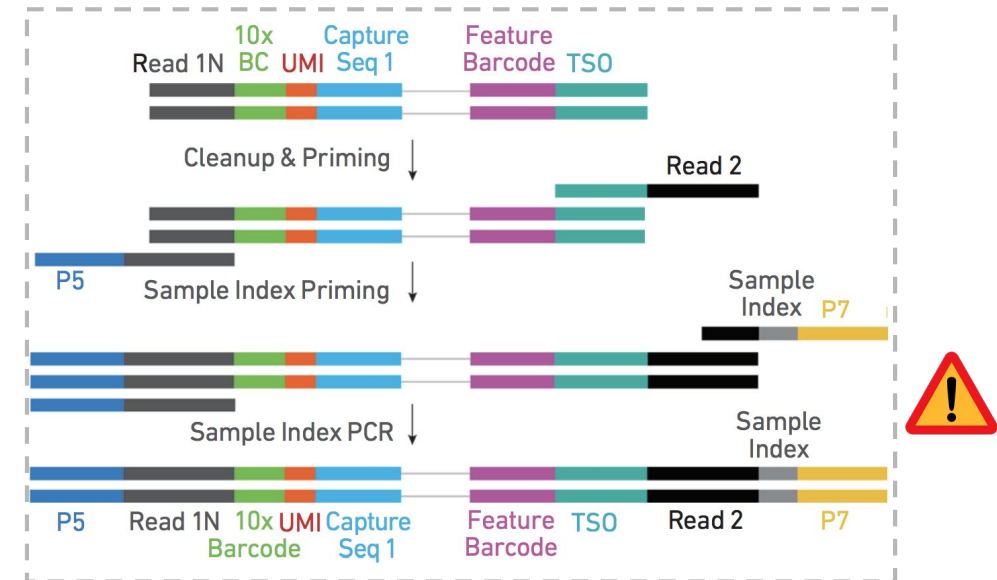 10x Capture Feature
Read 1N BC UMI Seq 1 Barcode TSO
Cleanup & Priming
Read 2
P5
Sample Index Priming
Sample
Index P7
Sample Index PCR
Sample
Index
P5 Read 1N 10x UMI Capture Feature TSO Read 2 P7
Barcode Seq 1 Barcode
!